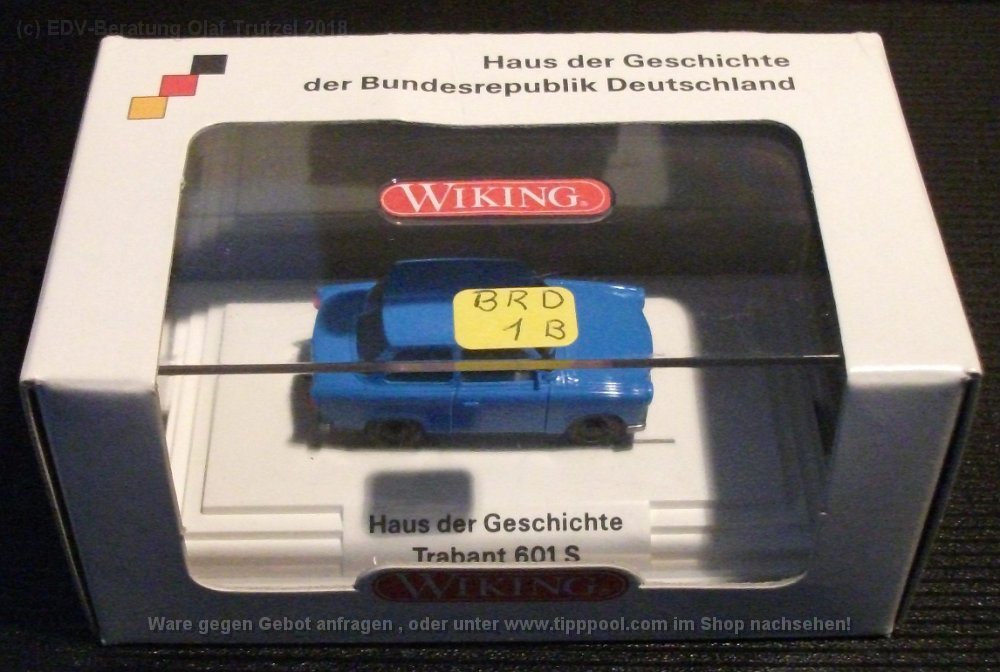 (c) EDV-Beratung Olaf Trutzel 2018
Haus der Geschichte
der Bundesrepublik Deutschland
WIKING®
BRD
1 B
Haus der Geschichte
Trabant 601 S
WIKING®
Ware gegen Gebot anfragen , oder unter www.tipppool.com im Shop nachsehen!